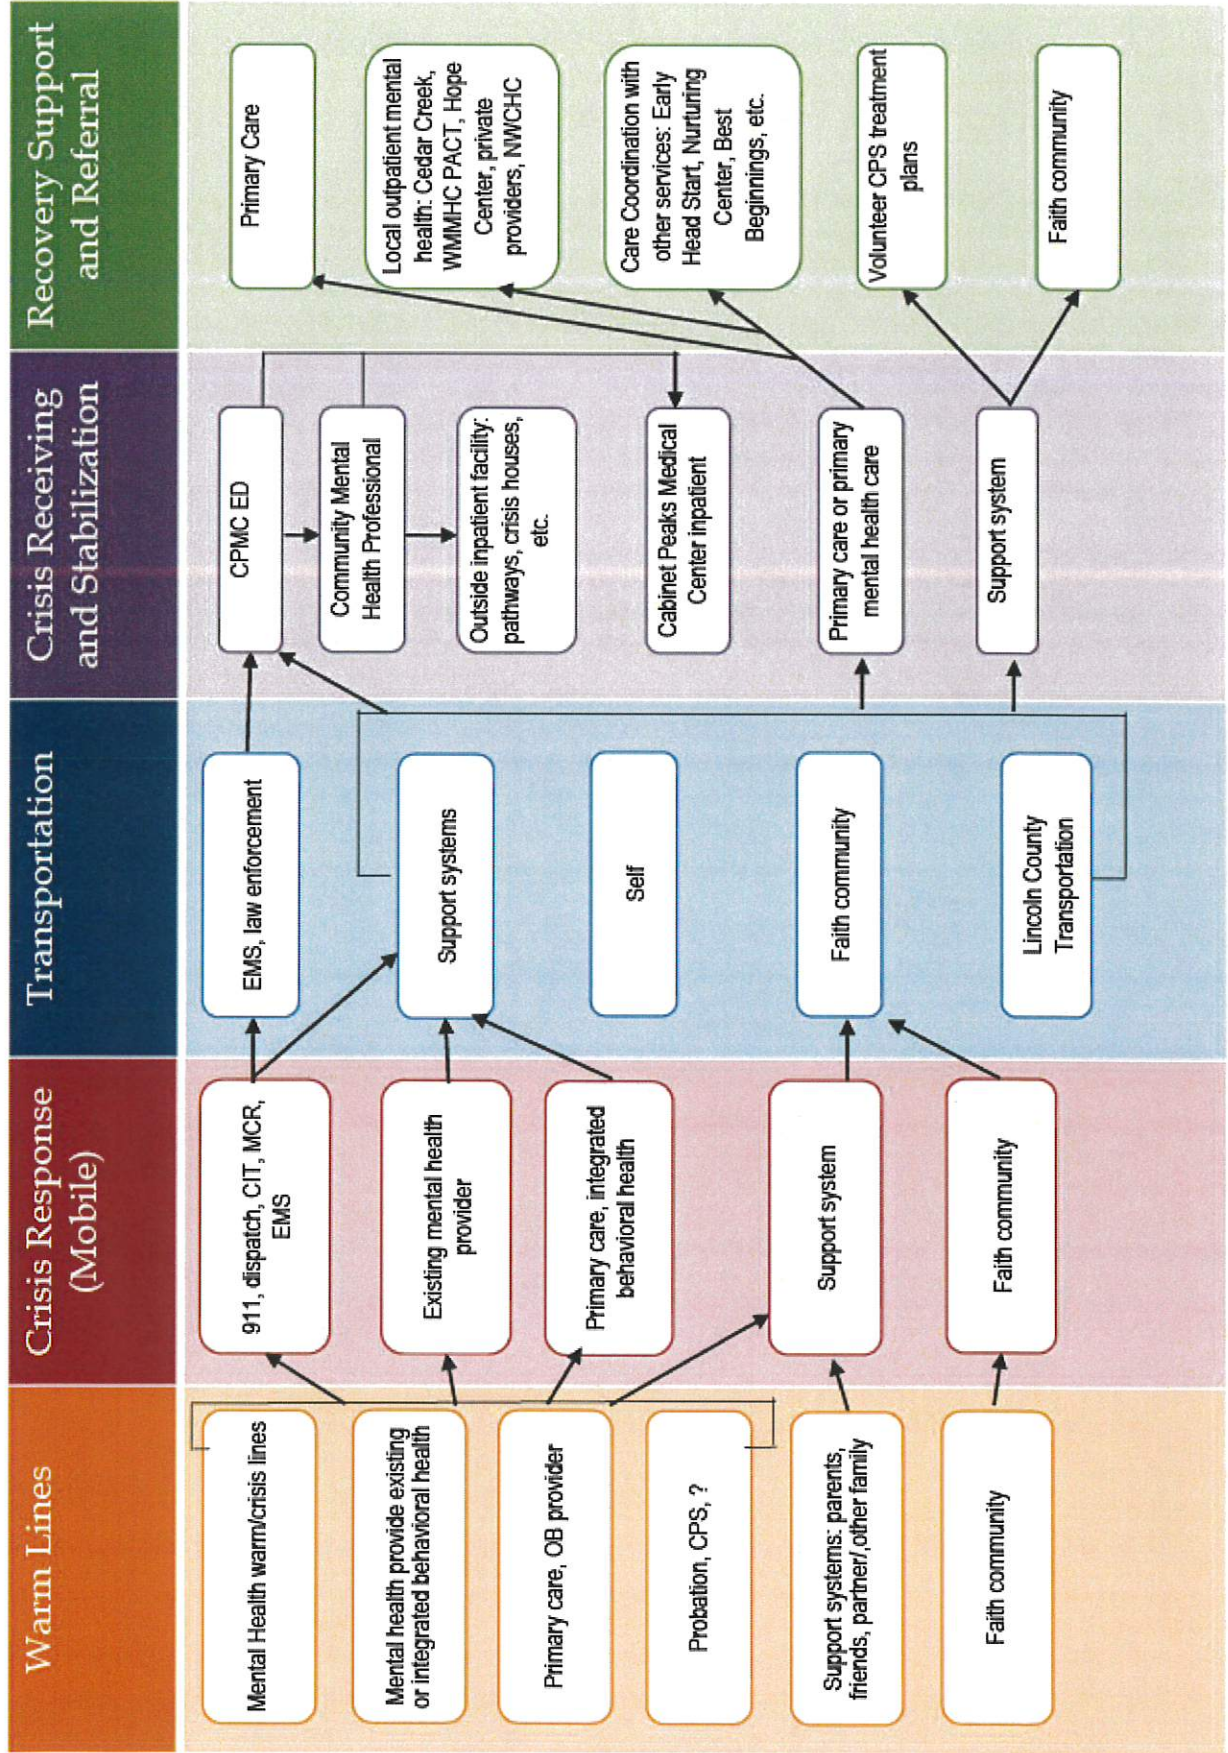 Warm Lines
Mental Health warm/crisis lines
Mental health provide existing
or integrated behavioral health
Primary care, OB provider
Probation, CPS, ?
Support systems: parents,
friends, partner/,other family
Faith community
Crisis Response
(Mobile)
911, dispatch, CIT, MCR,
EMS
Existing mental health
provider
Primary care, integrated
behavioral health
Support system
Faith community
Transportation
EMS, law enforcement
Support systems
Self
Faith community
Lincoln County
Transportation
Crisis Receiving
and Stabilization
CPMC ED
Community Mental
Health Professional
Outside inpatient facility:
pathways, crisis houses,
etc.
Cabinet Peaks Medical
Center inpatient
Primary care or primary
mental health care
Support system
Recovery Support
and Referral
Primary Care
Local outpatient mental
health: Cedar Creek,
WMMHC PACT, Hope
Center, private
providers, NWCHC
Care Coordination with
other services: Early
Head Start, Nurturing
Center, Best
Beginnings, etc.
Volunteer CPS treatment
plans
Faith community